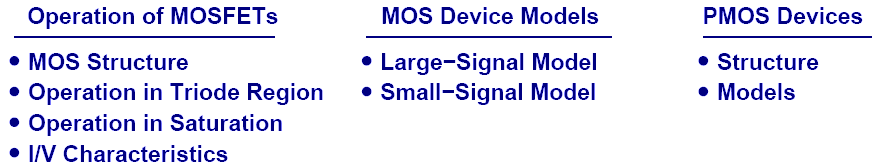 Operation of MOSFETs
• MOS Structure
• Operation in Triode Region
• Operation in Saturation
• I/V Characteristics
MOS Device Models
• Large−Signal Model
• Small−Signal Model
PMOS Devices
• Structure
• Models